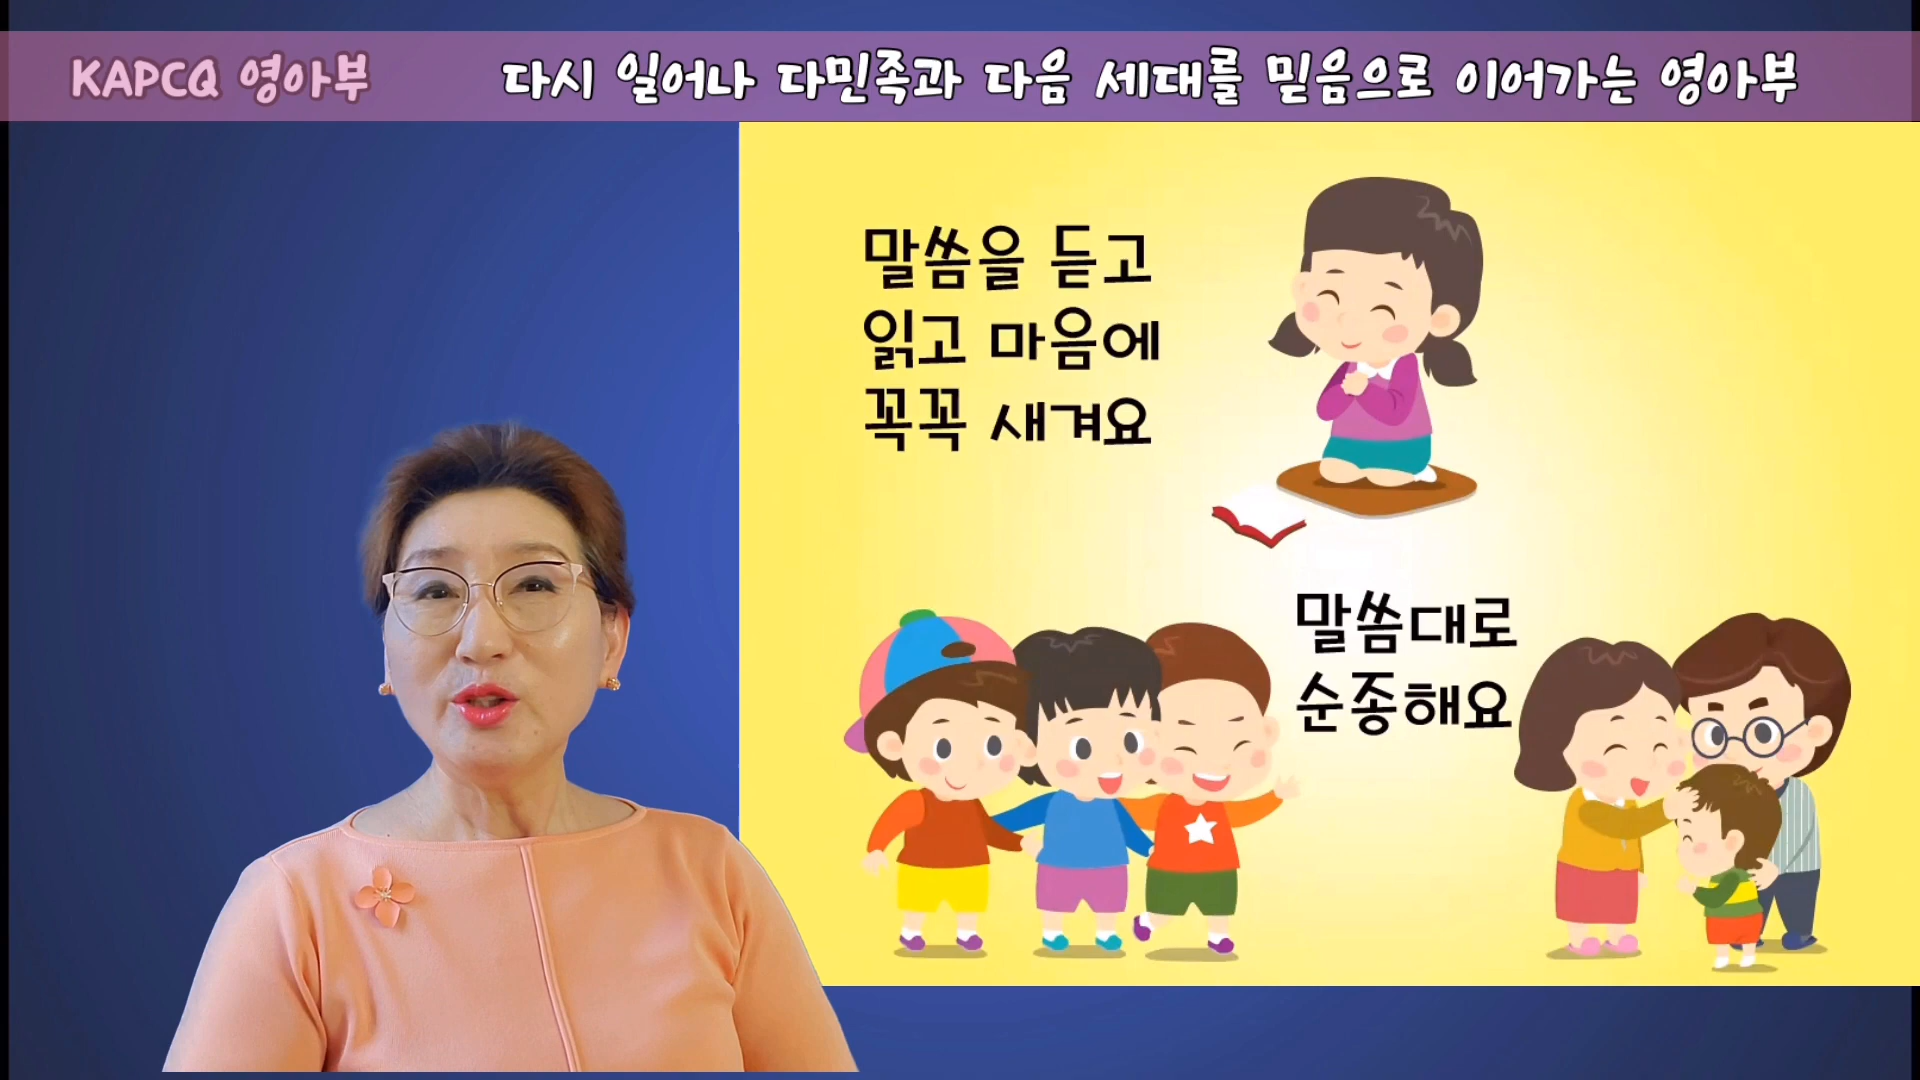 KAPCQ 영아부
다시 일어나 다민족과 다음 세대를 믿음으로 이어가는 영아부
말씀을 듣고
읽고 마음에
꼭꼭 새겨요
말씀대로
순종해요